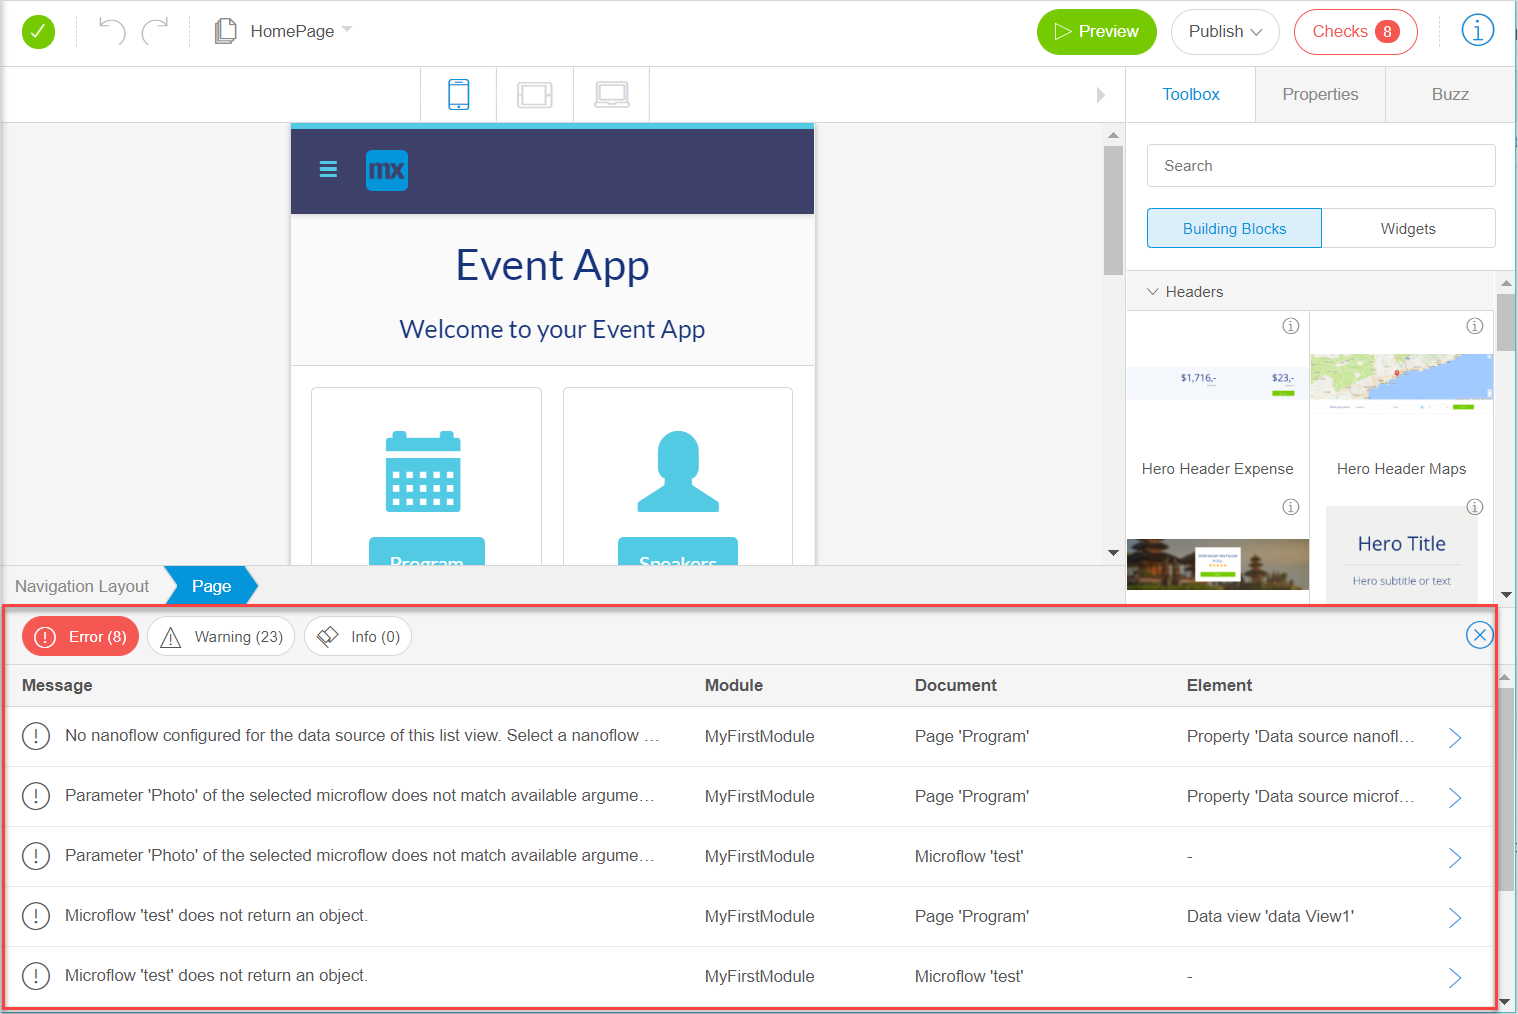 HomePage
Preview
Publish
Checks 8
Toolbox
Properties
Buzz
mx
Search
Event App
Building Blocks
Widgets
Headers
Welcome to your Event App
$1,716,-
$23,-
Hero Header Expense
Hero Header Maps
Program
Speakers
Hero Title
Hero subtitle or text
Navigation Layout
Page
Error (8)
Warning (23)
Info (0)
Message Module Document Element
No nanoflow configured for the data source of this list view. Select a nanoflow ... MyFirstModule Page 'Program' Property 'Data source nanofl...
Parameter 'Photo' of the selected microflow does not match available argume... MyFirstModule Page 'Program' Property 'Data source microf...
Parameter 'Photo' of the selected microflow does not match available argume... MyFirstModule Microflow 'test' -
Microflow 'test' does not return an object. MyFirstModule Page 'Program' Data view 'data View1'
Microflow 'test' does not return an object. MyFirstModule Microflow 'test' -